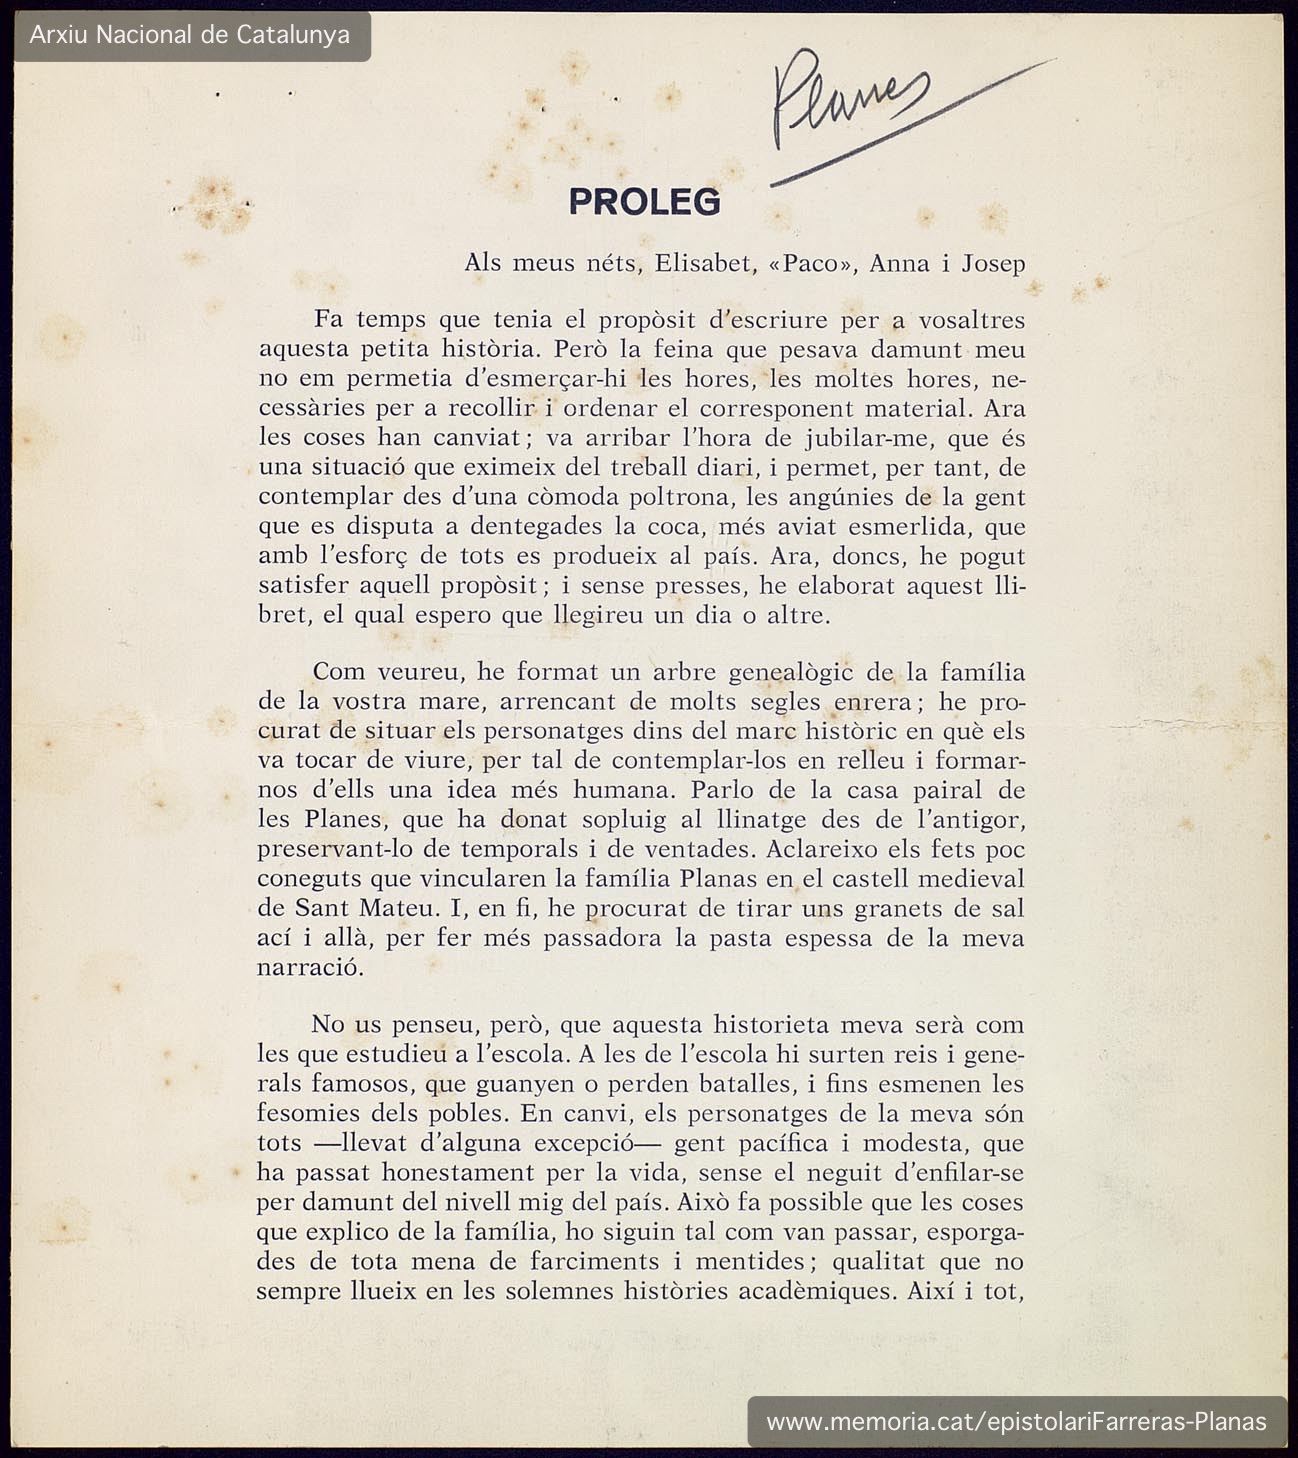 Arxiu Nacional de Catalunya
Planes
PROLEG
Als meus néts, Elisabet, «Paco», Anna i Josep
Fa temps que tenia el propòsit d'escriure per a vosaltres
aquesta petita història. Però la feina que pesava damunt meu
no em permetia d'esmerçar-hi les hores, les moltes hores, ne-
cessàries per a recollir i ordenar el corresponent material. Ara
les coses han canviat; va arribar l'hora de jubilar-me, que és
una situació que eximeix del treball diari, i permet, per tant, de
contemplar des d'una còmoda poltrona, les angúnies de la gent
que es disputa a dentegades la coca, més aviat esmerlida, que
amb l'esforç de tots es produeix al país. Ara, doncs, he pogut
satisfer aquell propòsit; i sense presses, he elaborat aquest lli-
bret, el qual espero que llegireu un dia o altre.
Com veureu, he format un arbre genealògic de la família
de la vostra mare, arrencant de molts segles enrera; he pro-
curat de situar els personatges dins del marc històric en què els
va tocar de viure, per tal de contemplar-los en relleu i formar-
nos d'ells una idea més humana. Parlo de la casa pairal de
les Planes, que ha donat sopluig al llinatge des de l'antigor,
preservant-lo de temporals i de ventades. Aclareixo els fets poc
coneguts que vincularen la família Planas en el castell medieval
de Sant Mateu. I, en fi, he procurat de tirar uns granets de sal
ací i allà, per fer més passadora la pasta espessa de la meva
narració.
No us penseu, però, que aquesta historieta meva serà com
les que estudieu a l'escola. A les de l'escola hi surten reis i gene-
rals famosos, que guanyen o perden batalles, i fins esmenen les
fesomies dels pobles. En canvi, els personatges de la meva són
tots —llevat d'alguna excepció— gent pacífica i modesta, que
ha passat honestament per la vida, sense el neguit d'enfilar-se
per damunt del nivell mig del país. Això fa possible que les coses
que explico de la família, ho siguin tal com van passar, esporga-
des de tota mena de farciments i mentides; qualitat que no
sempre llueix en les solemnes històries acadèmiques. Així i tot,
www.memoria.cat/epistolariFarreras-Planas